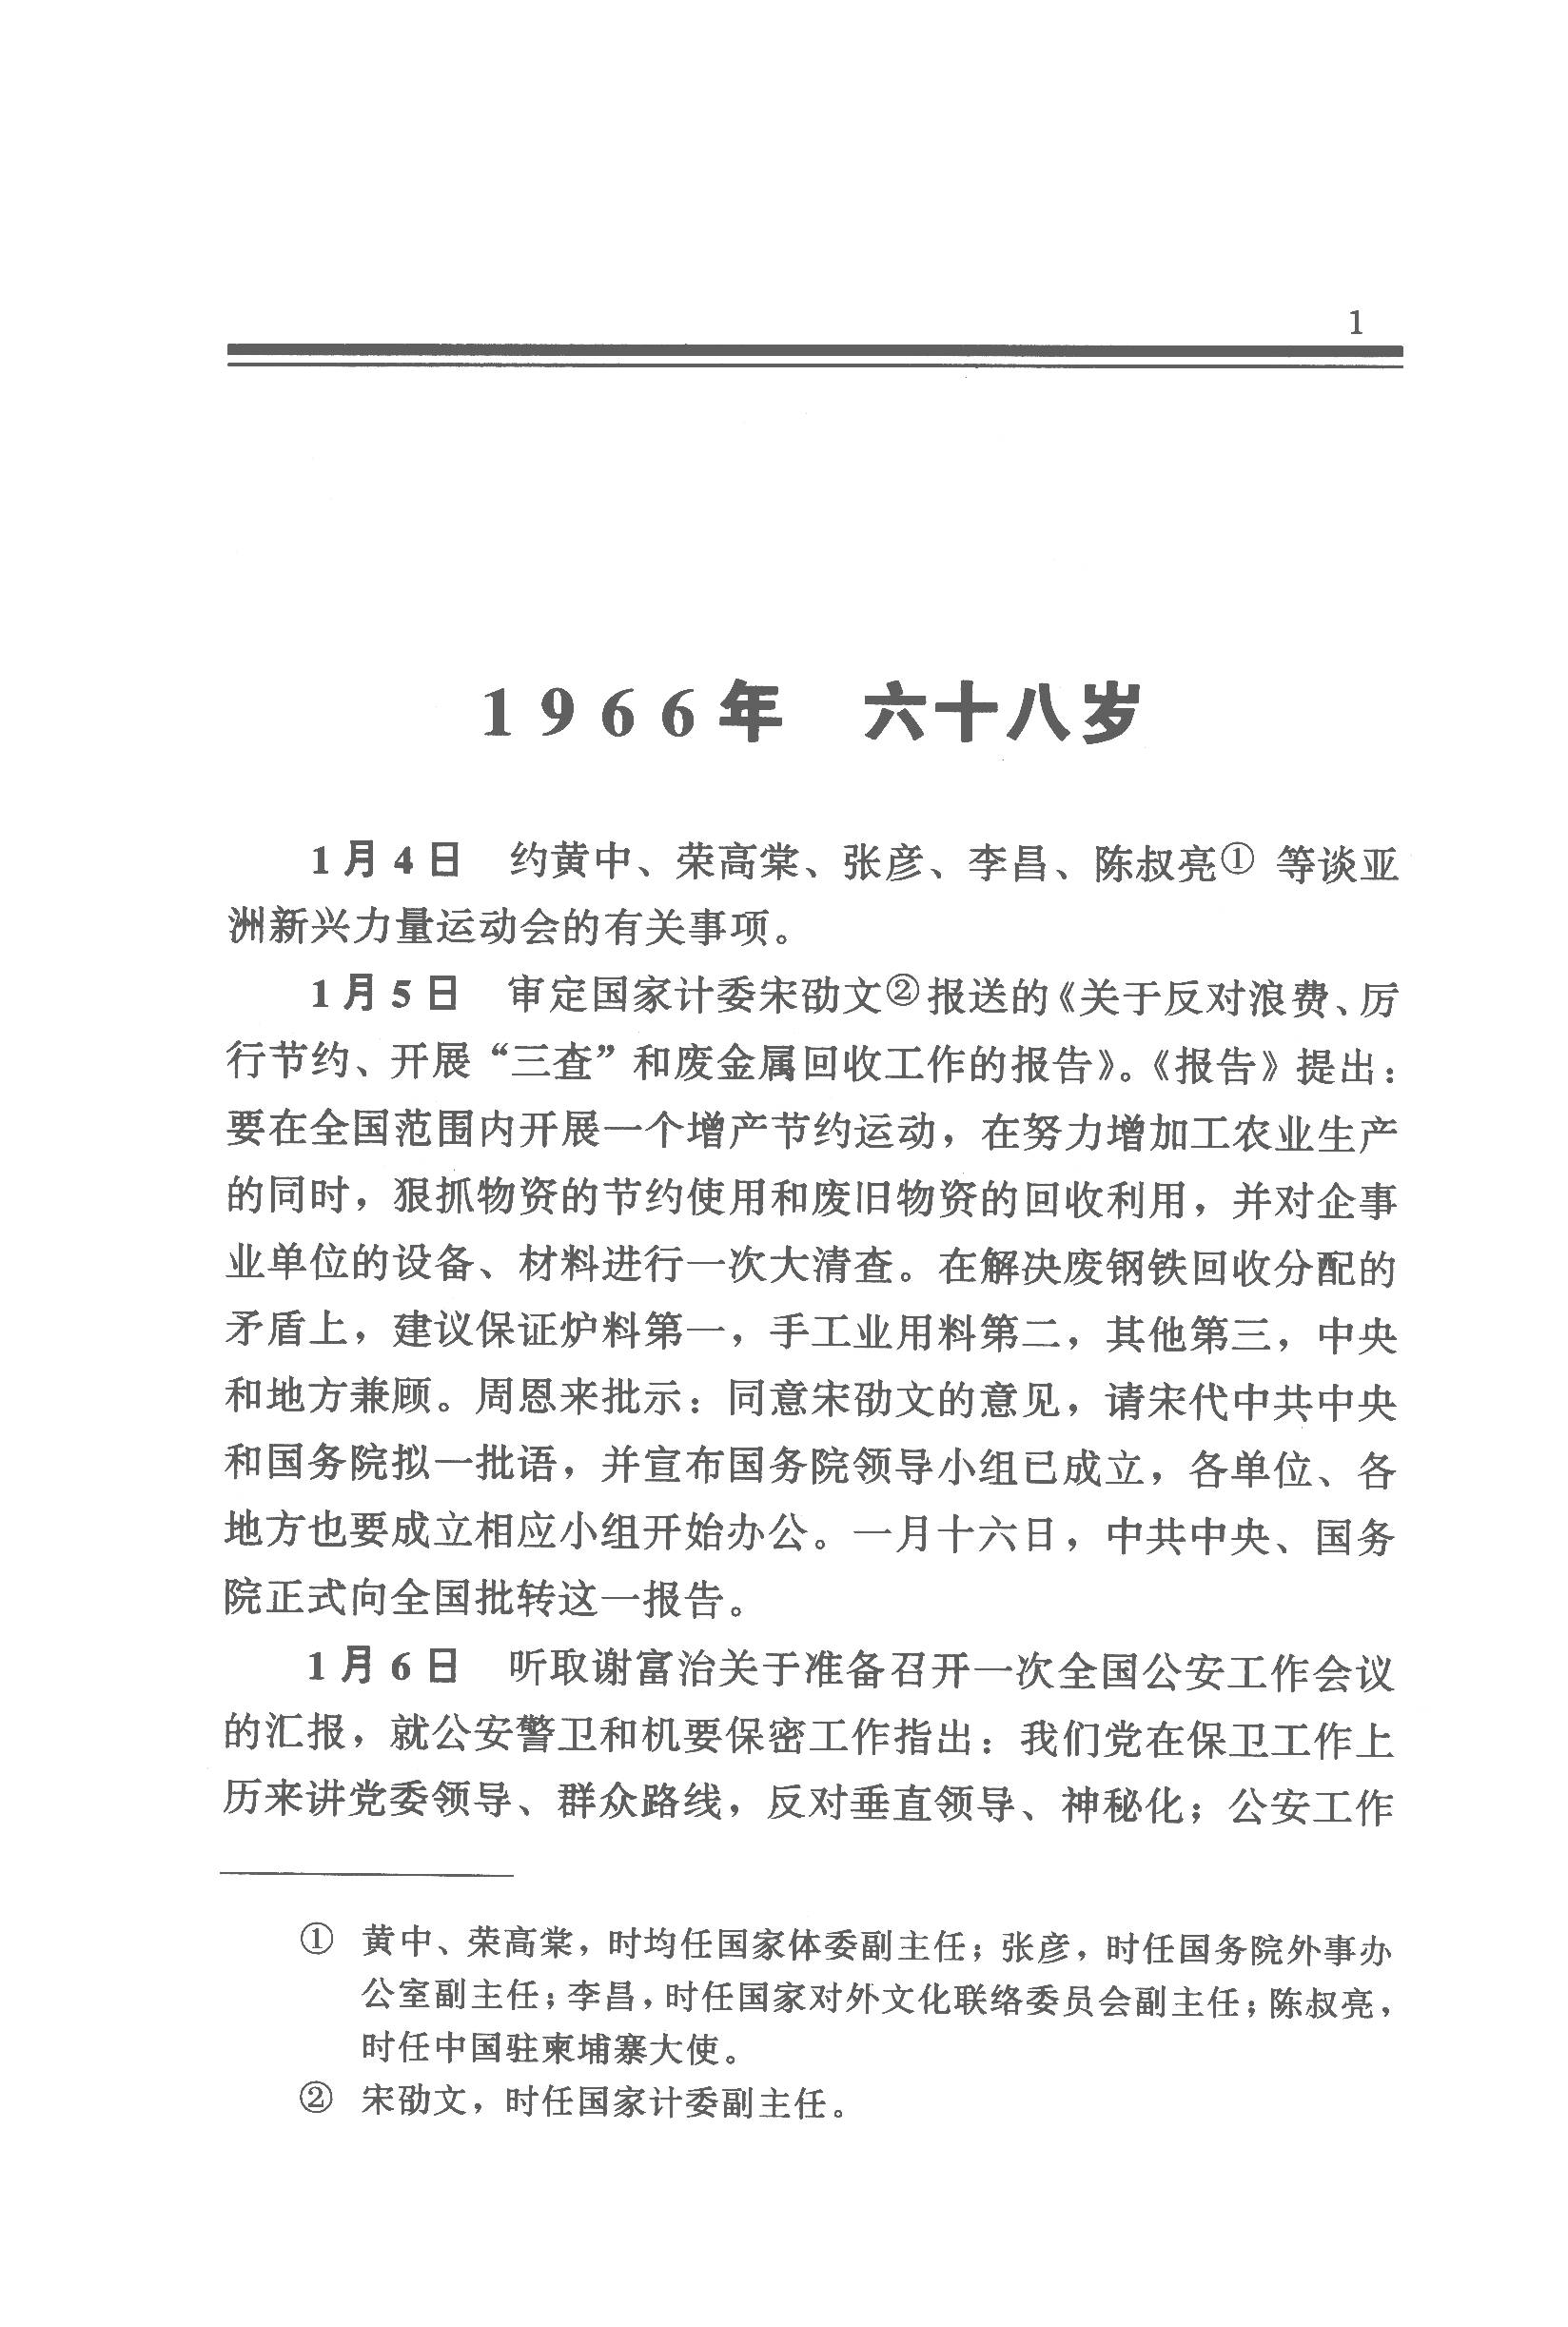 1
1966年　六十八岁
1月4日　约黄中、荣高棠、张彦、李昌、陈叔亮① 等谈亚
洲新兴力量运动会的有关事项。
1月5日　审定国家计委宋劭文②报送的《关于反对浪费、厉
行节约、开展“三查”和废金属回收工作的报告》。《报告》提出：
要在全国范围内开展一个增产节约运动，在努力增加工农业生产
的同时，狠抓物资的节约使用和废旧物资的回收利用，并对企事
业单位的设备、材料进行一次大清查。在解决废钢铁回收分配的
矛盾上，建议保证炉料第一，手工业用料第二，其他第三，中央
和地方兼顾。周恩来批示：同意宋劭文的意见，请宋代中共中央
和国务院拟一批语，并宣布国务院领导小组已成立，各单位、各
地方也要成立相应小组开始办公。一月十六日，中共中央、国务
院正式向全国批转这一报告。
1月6日　听取谢富治关于准备召开一次全国公安工作会议
的汇报，就公安警卫和机要保密工作指出：我们党在保卫工作上
历来讲党委领导、群众路线，反对垂直领导、神秘化；公安工作
①　黄中、荣高棠，时均任国家体委副主任；张彦，时任国务院外事办
公室副主任；李昌，时任国家对外文化联络委员会副主任；陈叔亮，
时任中国驻柬埔寨大使。
②　宋劭文，时任国家计委副主任。